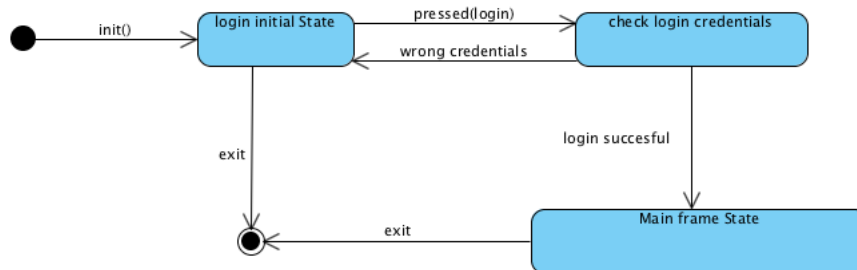 login initial State
pressed(login)
check login credentials
init()
wrong credentials
exit
login succesful
Main frame State
exit